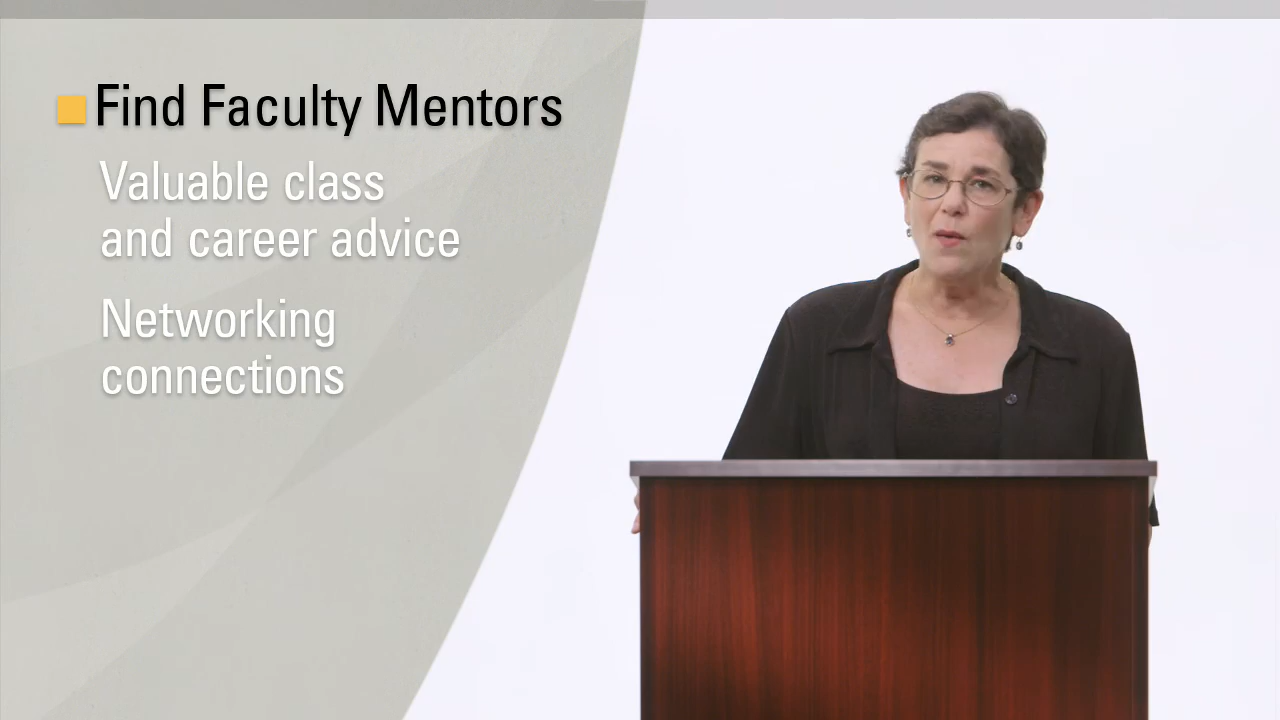 Find Faculty Mentors
Valuable class
and career advice
Networking
connections